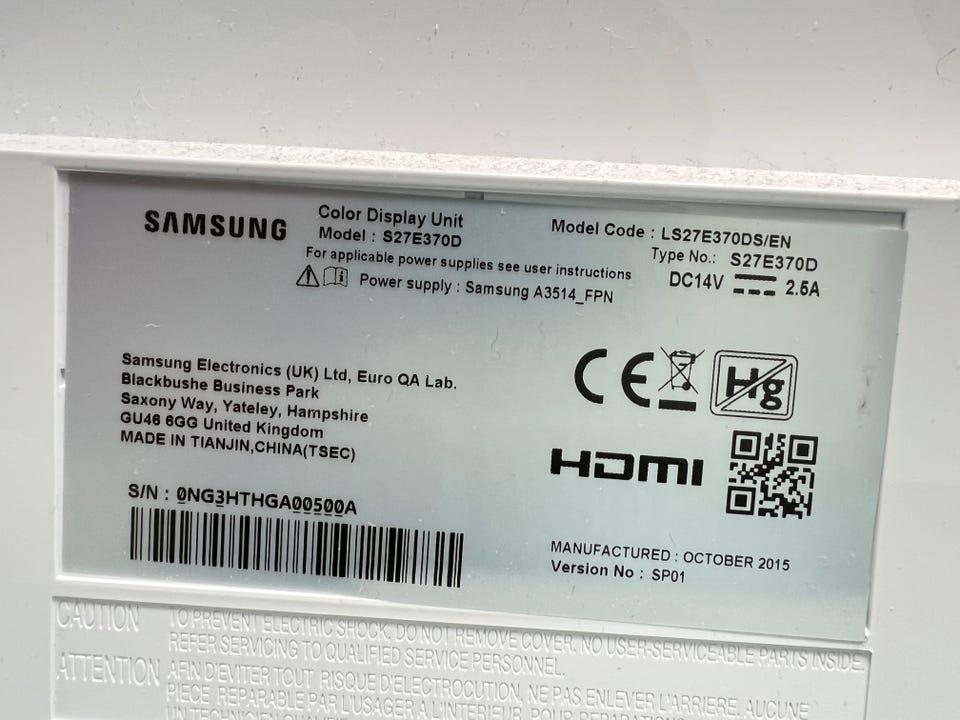 SAMSUNG
Color Display Unit
Model : S27E370D
For applicable power supplies see user instructions
Power supply : Samsung A3514_FPN
Model Code : LS27E370DS/EN
Type No.: S27E370D
DC14V 2.5A
Samsung Electronics (UK) Ltd, Euro QA Lab.
Blackbushe Business Park
Saxony Way, Yateley, Hampshire
GU46 6GG United Kingdom
MADE IN TIANJIN,CHINA(TSEC)
CE
Hg
HDMI
S/N : 0NG3HTHGA00500A
MANUFACTURED : OCTOBER 2015
Version No : SP01
CAUTION TO PREVENT ELECTRIC SHOCK, DO NOT REMOVE COVER. NO USER-SERVICEABLE PARTS INSIDE.
REFER SERVICING TO QUALIFIED SERVICE PERSONNEL.
ATTENTION AFIN D'EVITER TOUT RISQUE D'ELECTROCUTION, NE PAS ENLEVER L'ARRIERE. AUCUNE
PIECE REPARABLE PAR L'USAGER A L'INTERIEUR. POUR REPARATIONS
UN TECHNICIEN QUALIFIE